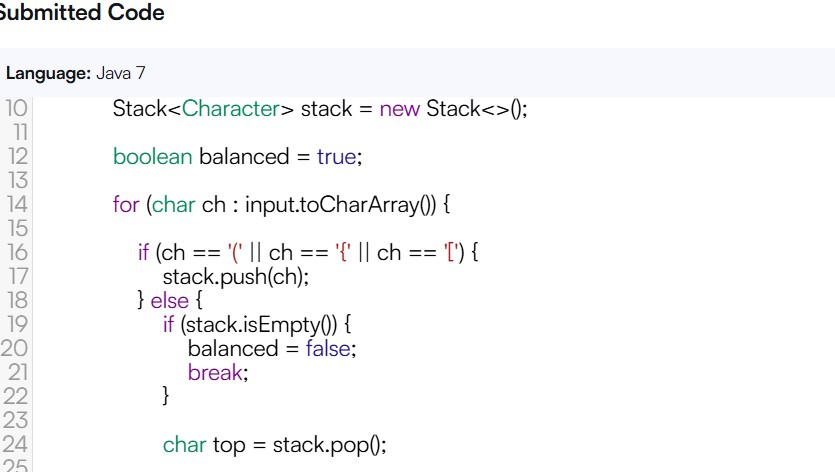 Submitted Code
Language: Java 7
10 Stack<Character> stack = new Stack<>();
11
12 boolean balanced = true;
13
14 for (char ch : input.toCharArray()) {
15
16 if (ch == '(' || ch == '{' || ch == '[') {
17 stack.push(ch);
18 } else {
19 if (stack.isEmpty()) {
20 balanced = false;
21 break;
22 }
23
24 char top = stack.pop();
25